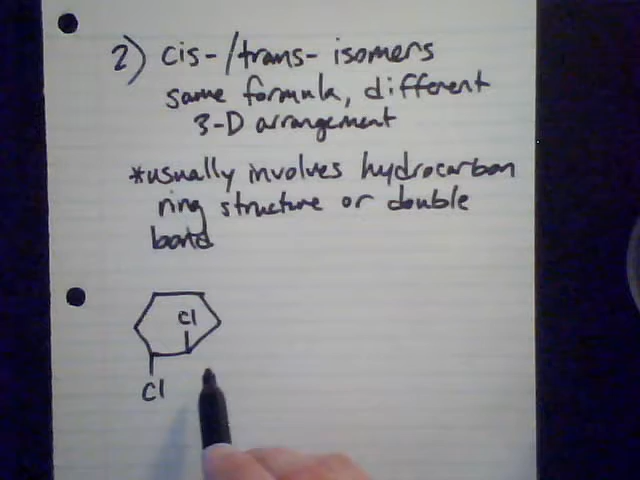 2) cis-/trans- isomers
same formula, different
3-D arrangement
*usually involves hydrocarbon
ring structure or double
bond
Cl
Cl